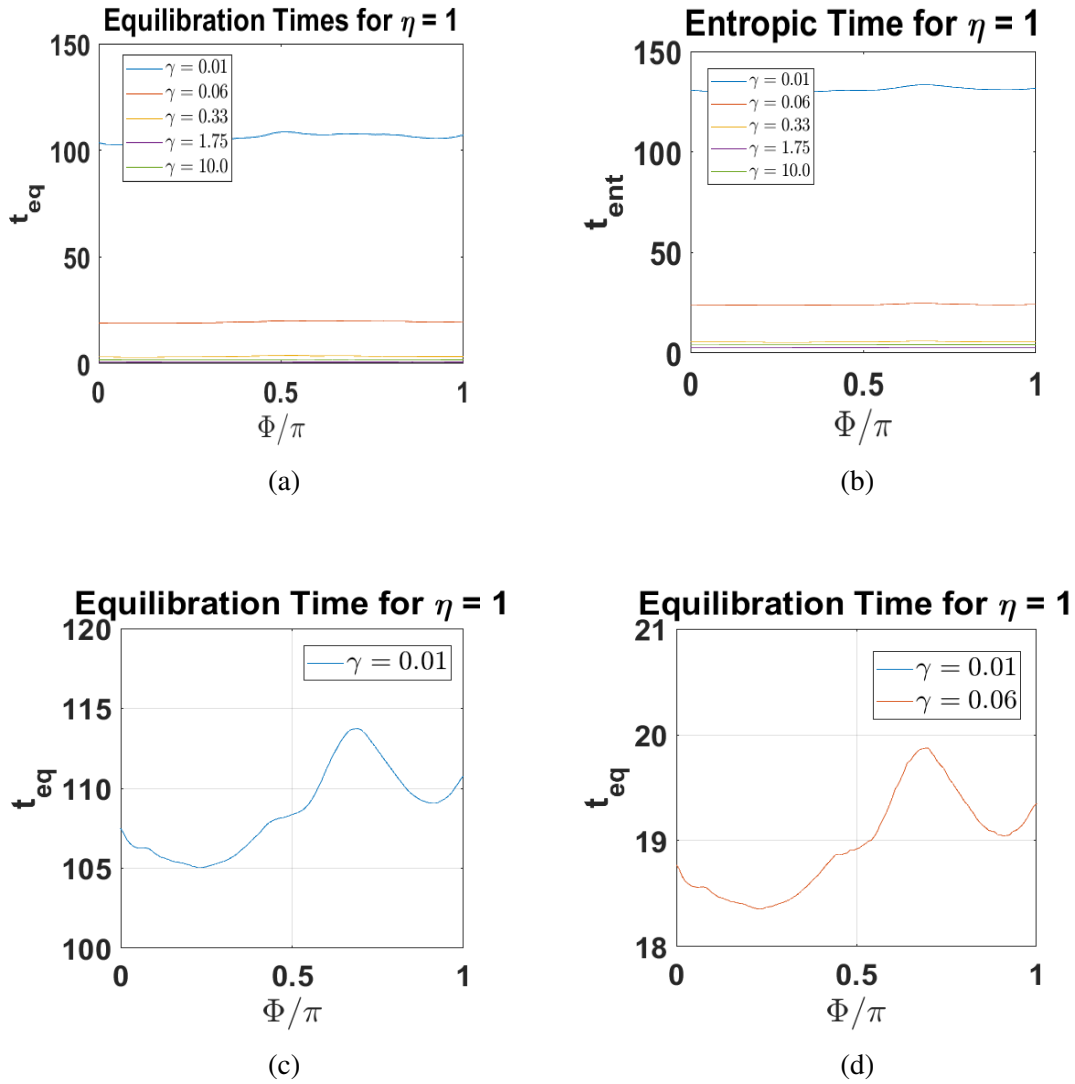 Equilibration Times for η = 1
150
100
50
0
t_eq
γ = 0.01
γ = 0.06
γ = 0.33
γ = 1.75
γ = 10.0
0
0.5
1
Φ/π
(a)
Entropic Time for η = 1
150
100
50
0
t_ent
γ = 0.01
γ = 0.06
γ = 0.33
γ = 1.75
γ = 10.0
0
0.5
1
Φ/π
(b)
Equilibration Time for η = 1
120
115
110
105
100
t_eq
γ = 0.01
0
0.5
1
Φ/π
(c)
Equilibration Time for η = 1
21
20
19
18
t_eq
γ = 0.01
γ = 0.06
0
0.5
1
Φ/π
(d)